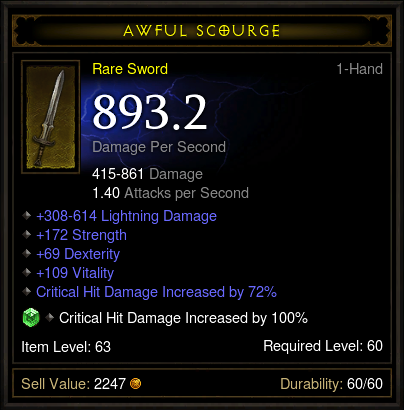 AWFUL SCOURGE
Rare Sword 1-Hand
893.2
Damage Per Second
415-861 Damage
1.40 Attacks per Second
+308-614 Lightning Damage
+172 Strength
+69 Dexterity
+109 Vitality
Critical Hit Damage Increased by 72%
Critical Hit Damage Increased by 100%
Item Level: 63 Required Level: 60
Sell Value: 2247 Durability: 60/60